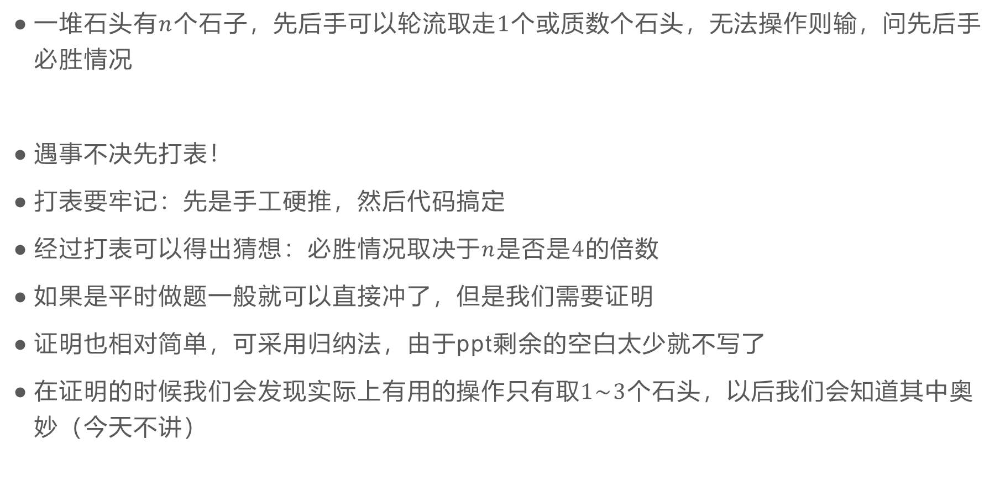 ● 一堆石头有n个石子，先后手可以轮流取走1个或质数个石头，无法操作则输，问先后手
必胜情况
● 遇事不决先打表！
● 打表要牢记：先是手工硬推，然后代码搞定
● 经过打表可以得出猜想：必胜情况取决于n是否是4的倍数
● 如果是平时做题一般就可以直接冲了，但是我们需要证明
● 证明也相对简单，可采用归纳法，由于ppt剩余的空白太少就不写了
● 在证明的时候我们会发现实际上有用的操作只有取1~3个石头，以后我们会知道其中奥
妙（今天不讲）